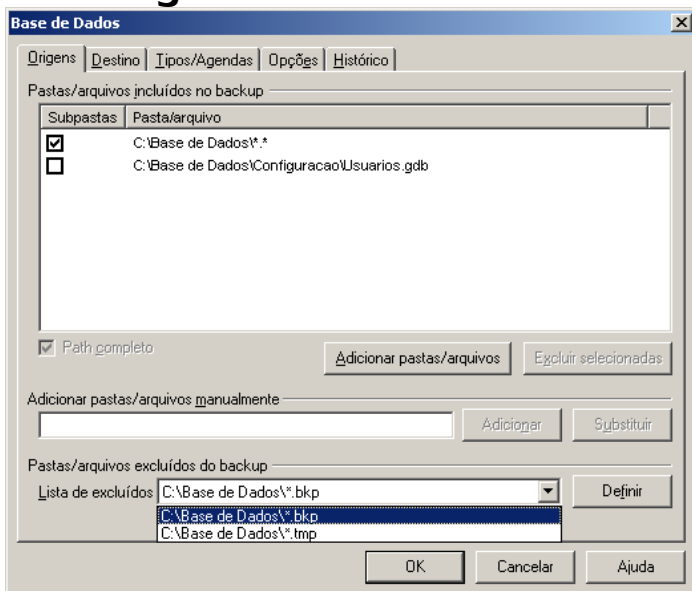 Base de Dados
Origens Destino Tipos/Agendas Opções Histórico
Pastas/arquivos incluídos no backup
Subpastas Pasta/arquivo
C:\Base de Dados\*.*
C:\Base de Dados\Configuracao\Usuarios.gdb
Path completo
Adicionar pastas/arquivos Excluir selecionadas
Adicionar pastas/arquivos manualmente
Adicionar Substituir
Pastas/arquivos excluídos do backup
Lista de excluídos C:\Base de Dados\*.bkp Definir
C:\Base de Dados\*.bkp
C:\Base de Dados\*.tmp
OK Cancelar Ajuda